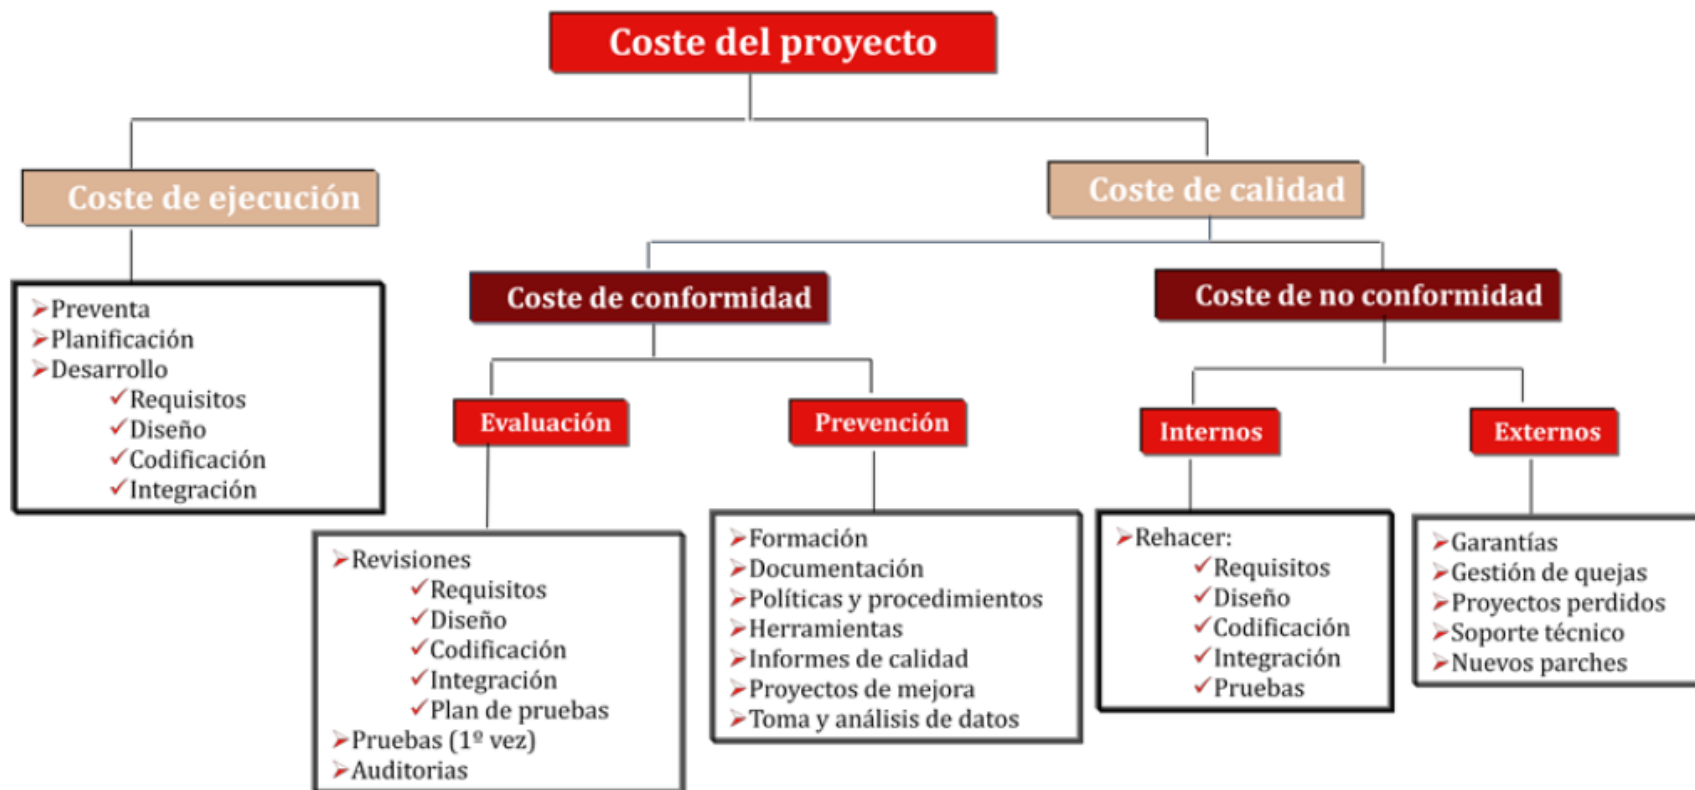 Coste del proyecto
Coste de ejecución
Coste de calidad
Preventa
Planificación
Desarrollo
Requisitos
Diseño
Codificación
Integración
Coste de conformidad
Coste de no conformidad
Evaluación
Prevención
Internos
Externos
Revisiones
Requisitos
Diseño
Codificación
Integración
Plan de pruebas
Pruebas (1º vez)
Auditorias
Formación
Documentación
Políticas y procedimientos
Herramientas
Informes de calidad
Proyectos de mejora
Toma y análisis de datos
Rehacer:
Requisitos
Diseño
Codificación
Integración
Pruebas
Garantías
Gestión de quejas
Proyectos perdidos
Soporte técnico
Nuevos parches